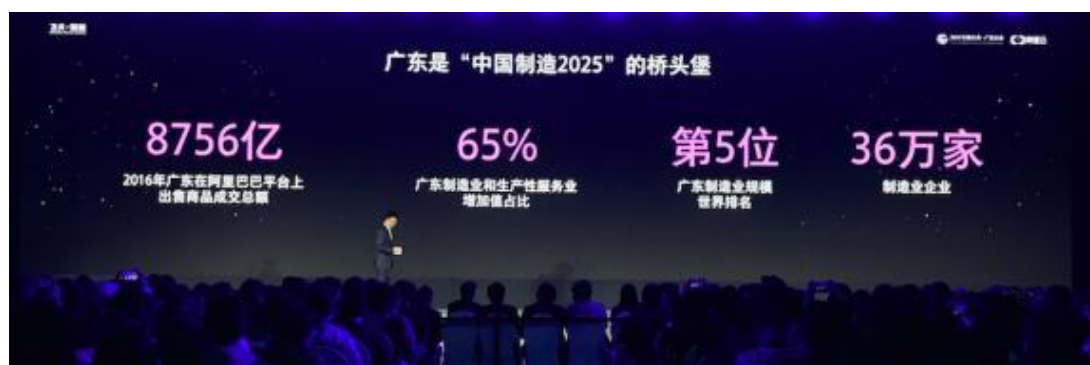 广东是“中国制造2025”的桥头堡
8756亿
2016年广东在阿里巴巴平台上
出售商品成交总额
65%
广东制造业和生产性服务业
增加值占比
第5位
广东制造业规模
世界排名
36万家
制造业企业